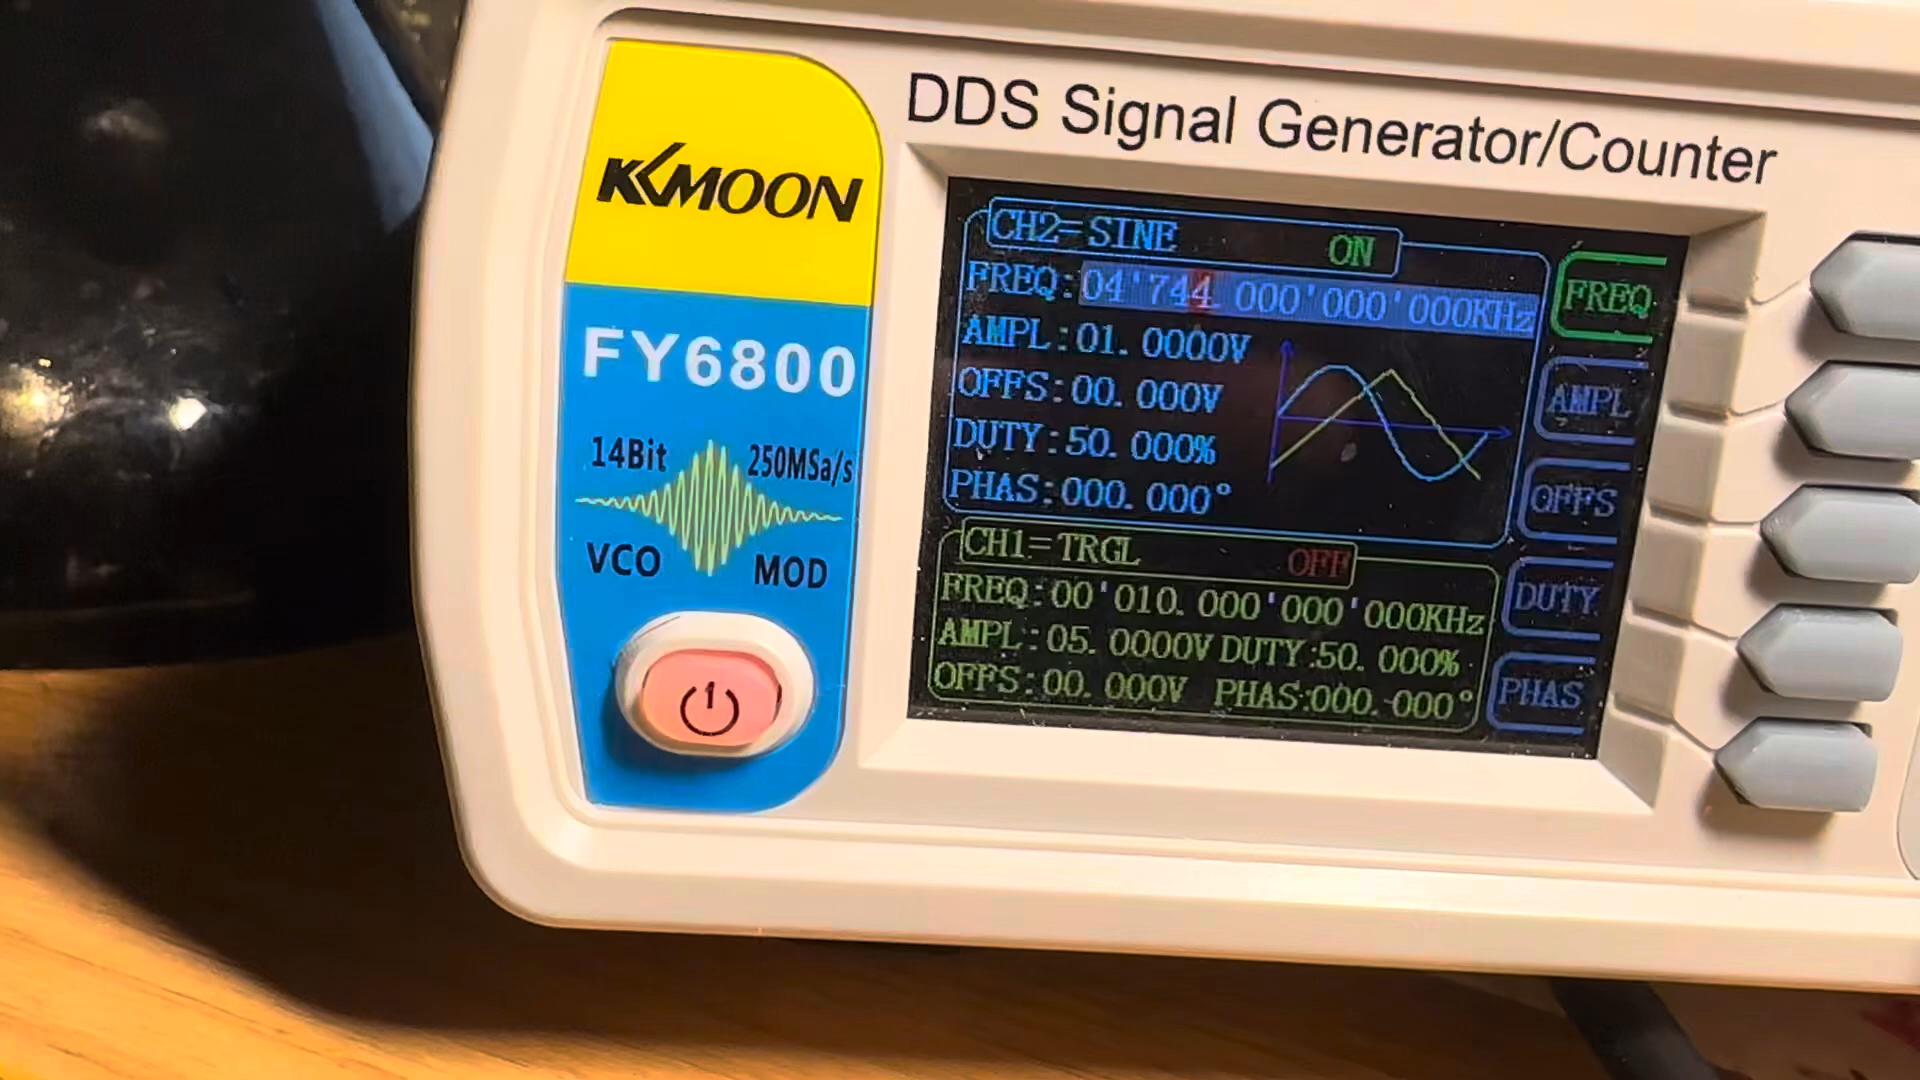 DDS Signal Generator/Counter
KKMOON
FY6800
14Bit
250MSa/s
VCO
MOD
CH2=SINE ON
FREQ:04'744.000'000'000KHz
AMPL:01.0000V
OFFS:00.000V
DUTY:50.000%
PHAS:000.000°
CH1=TRGL OFF
FREQ:00'010.000'000'000KHz
AMPL:05.0000V DUTY:50.000%
OFFS:00.000V PHAS:000.000°
FREQ
AMPL
OFFS
DUTY
PHAS